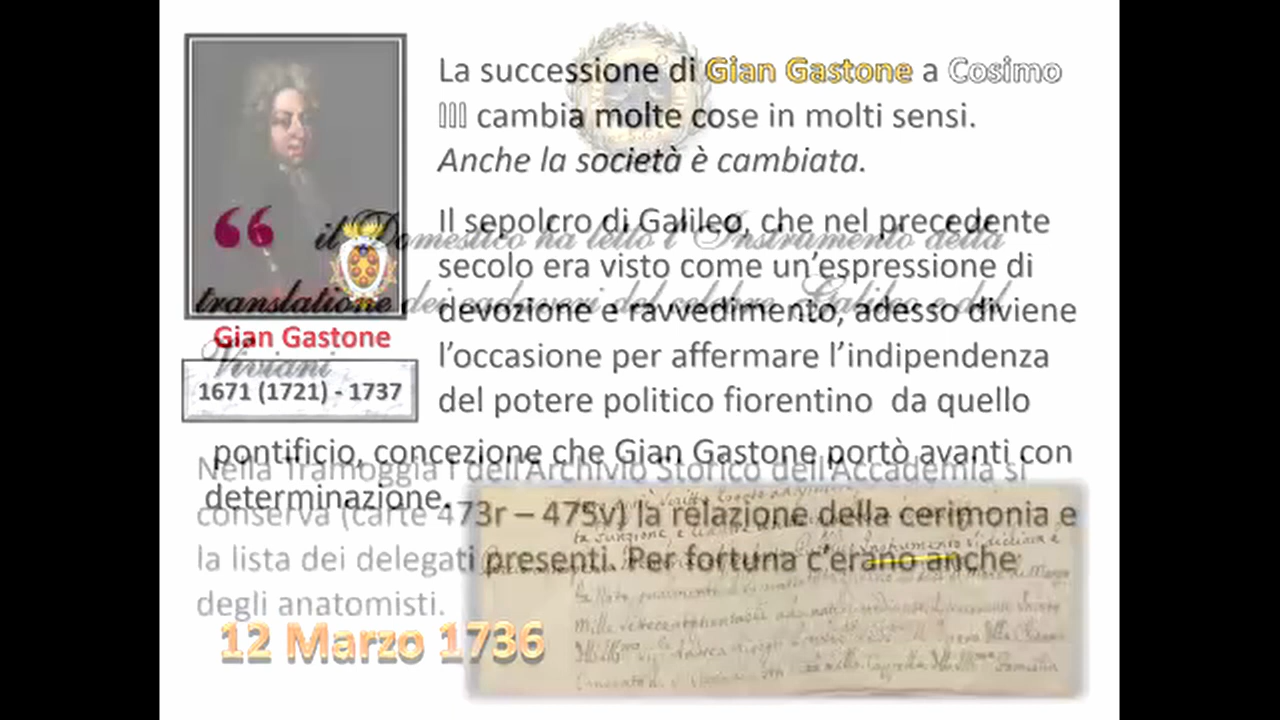 La successione di Gian Gastone a Cosimo
III cambia molte cose in molti sensi.
Anche la società è cambiata.
Il sepolcro di Galileo, che nel precedente
secolo era visto come un’espressione di
devozione e ravvedimento, adesso diviene
l’occasione per affermare l’indipendenza
del potere politico fiorentino da quello
pontificio, concezione che Gian Gastone portò avanti con
determinazione.
Gian Gastone
1671 (1721) - 1737
“ il Domestico ha letto l’Instrumento della
translatione dei cadaveri del celebre Galileo e del
Viviani
Nella Tramoggia I dell’Archivio Storico dell’Accademia si
conserva (carte 473r – 475v) la relazione della cerimonia e
la lista dei delegati presenti. Per fortuna c’erano anche
degli anatomisti.
12 Marzo 1736